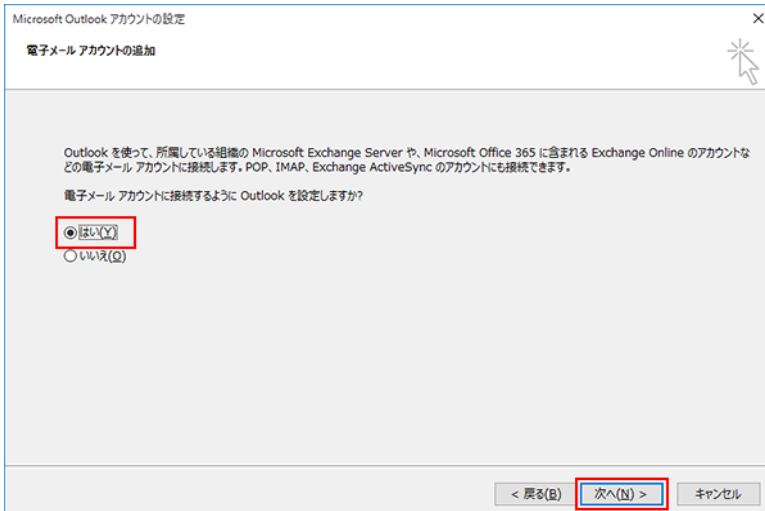 Microsoft Outlook アカウントの設定
電子メール アカウントの追加
Outlook を使って、所属している組織の Microsoft Exchange Server や、Microsoft Office 365 に含まれる Exchange Online のアカウントな
どの電子メール アカウントに接続します。POP、IMAP、Exchange ActiveSync のアカウントにも接続できます。
電子メール アカウントに接続するように Outlook を設定しますか?
はい(Y)
いいえ(O)
< 戻る(B) 次へ(N) > キャンセル